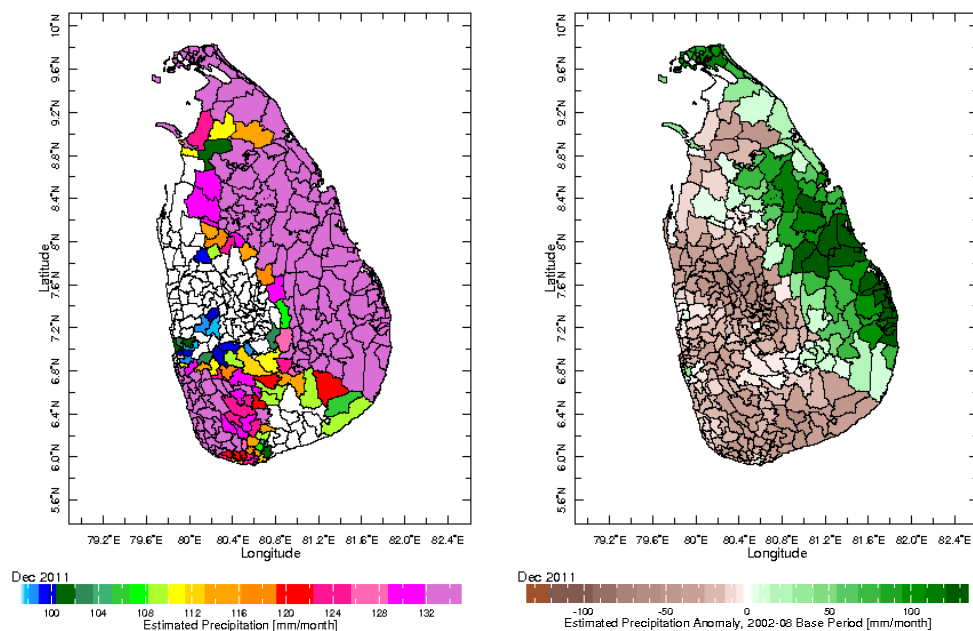 10°N
9.6°N
9.2°N
8.8°N
8.4°N
8°N
7.6°N
7.2°N
6.8°N
6.4°N
6.0°N
5.6°N
Latitude
79.2°E 79.6°E 80°E 80.4°E 80.8°E 81.2°E 81.6°E 82.0°E 82.4°E
Longitude
Dec 2011
100 104 108 112 116 120 124 128 132
Estimated Precipitation [mm/month]
10°N
9.6°N
9.2°N
8.8°N
8.4°N
8°N
7.6°N
7.2°N
6.8°N
6.4°N
6.0°N
5.6°N
Latitude
79.2°E 79.6°E 80°E 80.4°E 80.8°E 81.2°E 81.6°E 82.0°E 82.4°E
Longitude
Dec 2011
-100 -50 0 50 100
Estimated Precipitation Anomaly, 2002-08 Base Period [mm/month]